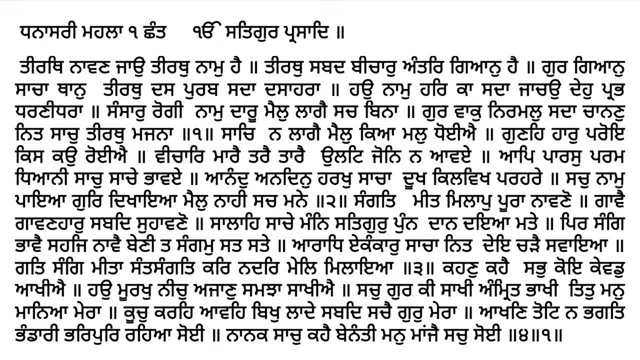 ਧਨਾਸਰੀ ਮਹਲਾ ੧ ਛੰਤ ੴ ਸਤਿਗੁਰ ਪ੍ਰਸਾਦਿ ॥
ਤੀਰਥਿ ਨਾਵਣ ਜਾਉ ਤੀਰਥੁ ਨਾਮੁ ਹੈ ॥ ਤੀਰਥੁ ਸਬਦ ਬੀਚਾਰੁ ਅੰਤਰਿ ਗਿਆਨੁ ਹੈ ॥ ਗੁਰ ਗਿਆਨੁ
ਸਾਚਾ ਥਾਨੁ ਤੀਰਥੁ ਦਸ ਪੁਰਬ ਸਦਾ ਦਸਾਹਰਾ ॥ ਹਉ ਨਾਮੁ ਹਰਿ ਕਾ ਸਦਾ ਜਾਚਉ ਦੇਹੁ ਪ੍ਰਭ
ਧਰਣੀਧਰਾ ॥ ਸੰਸਾਰੁ ਰੋਗੀ ਨਾਮੁ ਦਾਰੂ ਮੈਲੁ ਲਾਗੈ ਸਚ ਬਿਨਾ ॥ ਗੁਰ ਵਾਕੁ ਨਿਰਮਲੁ ਸਦਾ ਚਾਨਣੁ
ਨਿਤ ਸਾਚੁ ਤੀਰਥੁ ਮਜਨਾ ॥੧॥ ਸਾਚਿ ਨ ਲਾਗੈ ਮੈਲੁ ਕਿਆ ਮਲੁ ਧੋਈਐ ॥ ਗੁਣਹਿ ਹਾਰੁ ਪਰੋਇ
ਕਿਸ ਕਉ ਰੋਈਐ ॥ ਵੀਚਾਰਿ ਮਾਰੈ ਤਰੈ ਤਾਰੈ ਉਲਟਿ ਜੋਨਿ ਨ ਆਵਏ ॥ ਆਪਿ ਪਾਰਸੁ ਪਰਮ
ਧਿਆਨੀ ਸਾਚੁ ਸਾਚੇ ਭਾਵਏ ॥ ਆਨੰਦੁ ਅਨਦਿਨੁ ਹਰਖੁ ਸਾਚਾ ਦੂਖ ਕਿਲਵਿਖ ਪਰਹਰੇ ॥ ਸਚੁ ਨਾਮੁ
ਪਾਇਆ ਗੁਰਿ ਦਿਖਾਇਆ ਮੈਲੁ ਨਾਹੀ ਸਚ ਮਨੇ ॥੨॥ ਸੰਗਤਿ ਮੀਤ ਮਿਲਾਪੁ ਪੂਰਾ ਨਾਵਣੋ ॥ ਗਾਵੈ
ਗਾਵਣਹਾਰੁ ਸਬਦਿ ਸੁਹਾਵਣੋ ॥ ਸਾਲਾਹਿ ਸਾਚੇ ਮੰਨਿ ਸਤਿਗੁਰੁ ਪੁੰਨ ਦਾਨ ਦਇਆ ਮਤੇ ॥ ਪਿਰ ਸੰਗਿ
ਭਾਵੈ ਸਹਜਿ ਨਾਵੈ ਬੇਣੀ ਤ ਸੰਗਮੁ ਸਤ ਸਤੇ ॥ ਆਰਾਧਿ ਏਕੰਕਾਰੁ ਸਾਚਾ ਨਿਤ ਦੇਇ ਚੜੈ ਸਵਾਇਆ ॥
ਗਤਿ ਸੰਗਿ ਮੀਤਾ ਸੰਤਸੰਗਤਿ ਕਰਿ ਨਦਰਿ ਮੇਲਿ ਮਿਲਾਇਆ ॥੩॥ ਕਹਣੁ ਕਹੈ ਸਭੁ ਕੋਇ ਕੇਵਡੁ
ਆਖੀਐ ॥ ਹਉ ਮੂਰਖੁ ਨੀਚੁ ਅਜਾਣੁ ਸਮਝਾ ਸਾਖੀਐ ॥ ਸਚੁ ਗੁਰ ਕੀ ਸਾਖੀ ਅੰਮ੍ਰਿਤ ਭਾਖੀ ਤਿਤੁ ਮਨੁ
ਮਾਨਿਆ ਮੇਰਾ ॥ ਕੂਚੁ ਕਰਹਿ ਆਵਹਿ ਬਿਖੁ ਲਾਦੇ ਸਬਦਿ ਸਚੈ ਗੁਰੁ ਮੇਰਾ ॥ ਆਖਣਿ ਤੋਟਿ ਨ ਭਗਤਿ
ਭੰਡਾਰੀ ਭਰਿਪੁਰਿ ਰਹਿਆ ਸੋਈ ॥ ਨਾਨਕ ਸਾਚੁ ਕਹੈ ਬੇਨੰਤੀ ਮਨੁ ਮਾਂਜੈ ਸਚੁ ਸੋਈ ॥੪॥੧॥